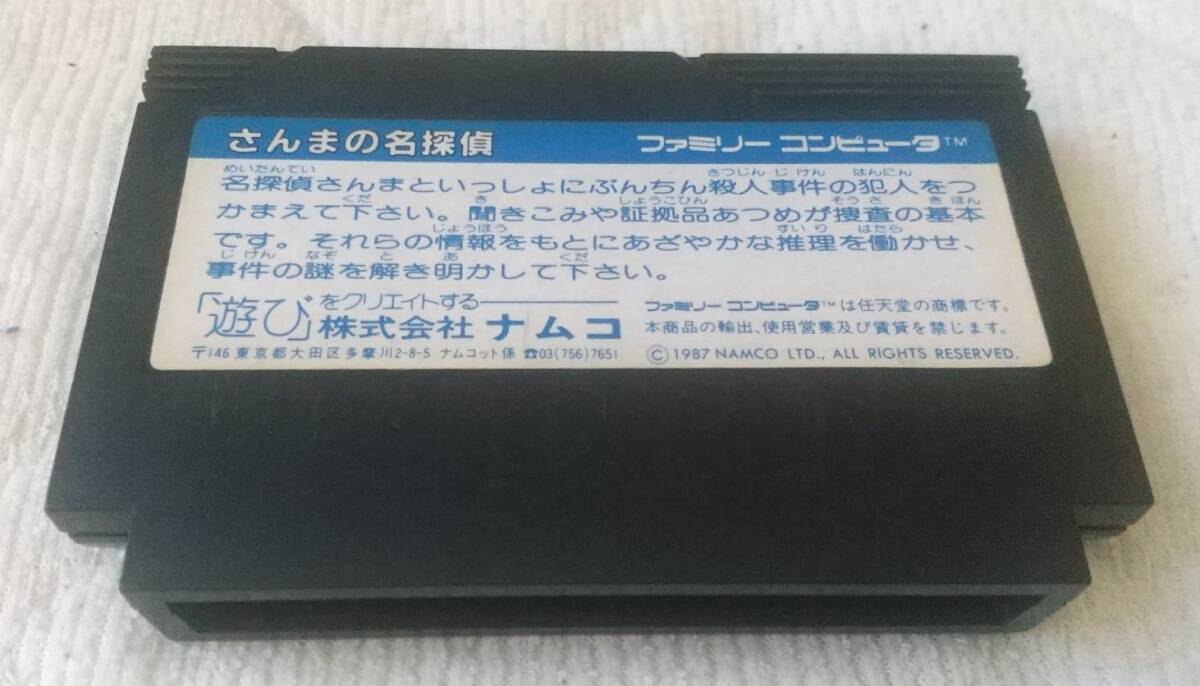 さんまの名探偵 ファミリー コンピュータ™
めいたんてい さつじん じ けん はんにん
名探偵さんまといっしょにぶんちん殺人事件の犯人をつ
くだ き しょうこひん そうさ きほん
かまえて下さい。聞きこみや証拠品あつめが捜査の基本
じょうほう すいり はたら
です。それらの情報をもとにあざやかな推理を働かせ、
じ けん なぞ と あ くだ
事件の謎を解き明かして下さい。
「遊び」をクリエイトする
株式会社 ナムコ
〒146 東京都大田区多摩川2-8-5 ナムコット係 ☎03(756)7651
ファミリー コンピュータ™は任天堂の商標です。
本商品の輸出、使用営業及び賃貸を禁じます。
Ⓒ1987 NAMCO LTD., ALL RIGHTS RESERVED.